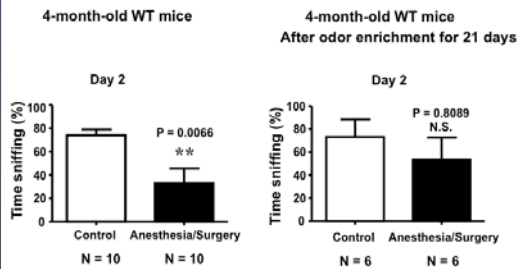 4-month-old WT mice
Day 2
Time sniffing (%)
100
80
60
40
20
0
P = 0.0066
**
Control Anesthesia/Surgery
N = 10 N = 10
4-month-old WT mice
After odor enrichment for 21 days
Day 2
Time sniffing (%)
100
80
60
40
20
0
P = 0.8089
N.S.
Control Anesthesia/Surgery
N = 6 N = 6